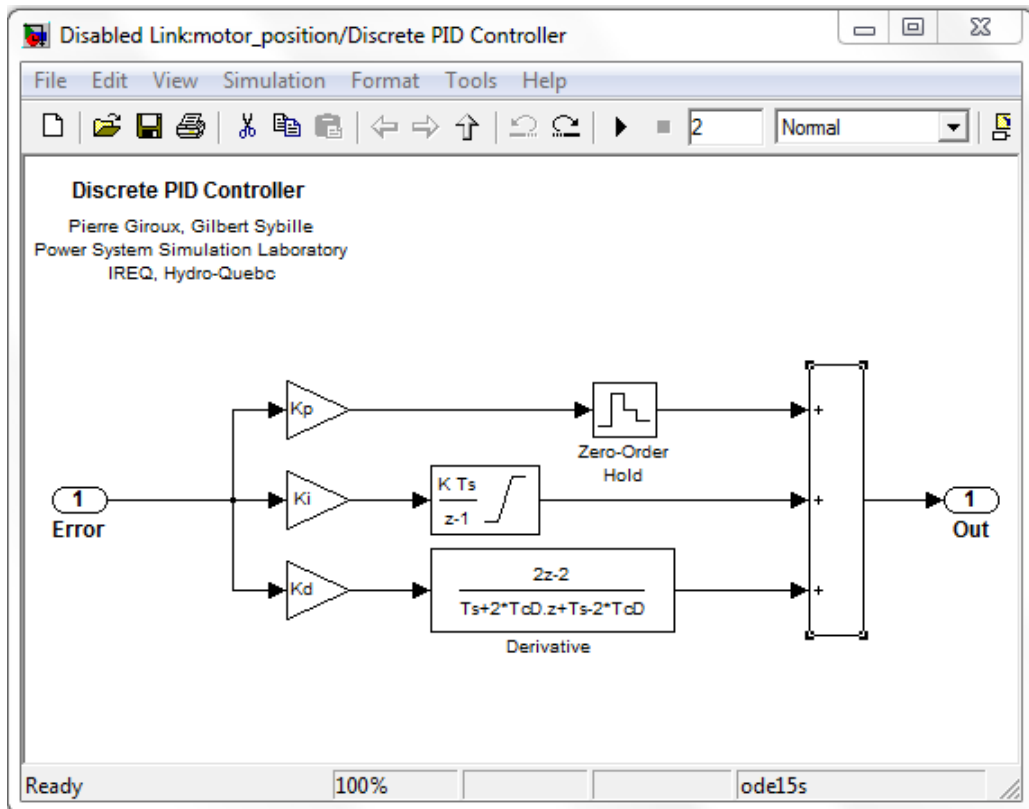 Disabled Link:motor_position/Discrete PID Controller
File Edit View Simulation Format Tools Help
2 Normal
Discrete PID Controller
Pierre Giroux, Gilbert Sybille
Power System Simulation Laboratory
IREQ, Hydro-Quebc
Kp
+
Zero-Order
Hold
1
Error
Ki
K Ts
z-1
+
1
Out
Kd
2z-2
Ts+2*TcD.z+Ts-2*TcD
+
Derivative
Ready 100% ode15s